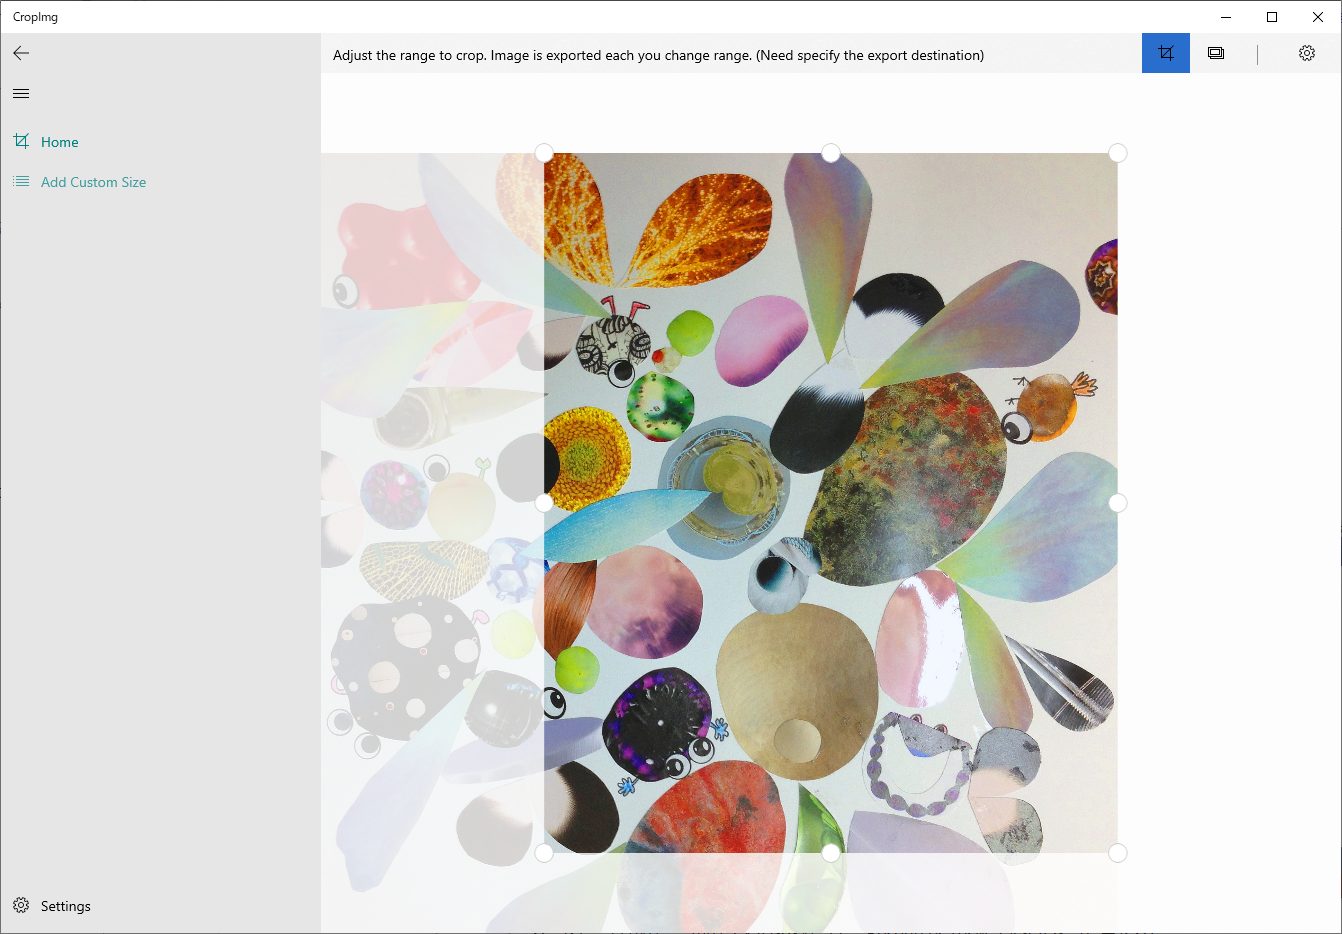 CropImg
Adjust the range to crop. Image is exported each you change range. (Need specify the export destination)
Home
Add Custom Size
Settings